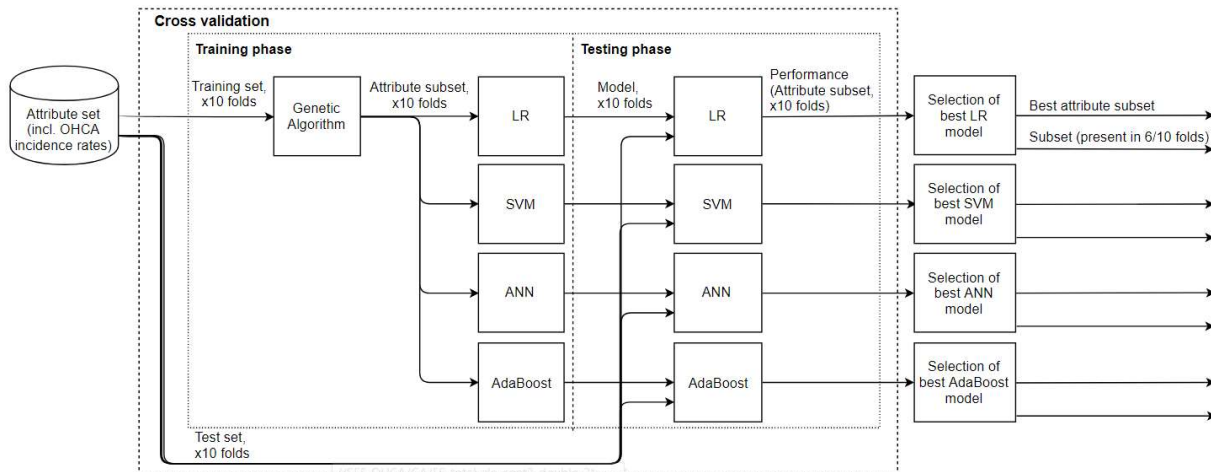 Cross validation
Training phase
Testing phase
Attribute set
(incl. OHCA
incidence rates)
Training set,
x10 folds
Genetic
Algorithm
Attribute subset,
x10 folds
LR
Model,
x10 folds
LR
Performance
(Attribute subset,
x10 folds)
Selection of
best LR
model
Best attribute subset
Subset (present in 6/10 folds)
SVM
SVM
Selection of
best SVM
model
ANN
ANN
Selection of
best ANN
model
AdaBoost
AdaBoost
Selection of
best AdaBoost
model
Test set,
x10 folds